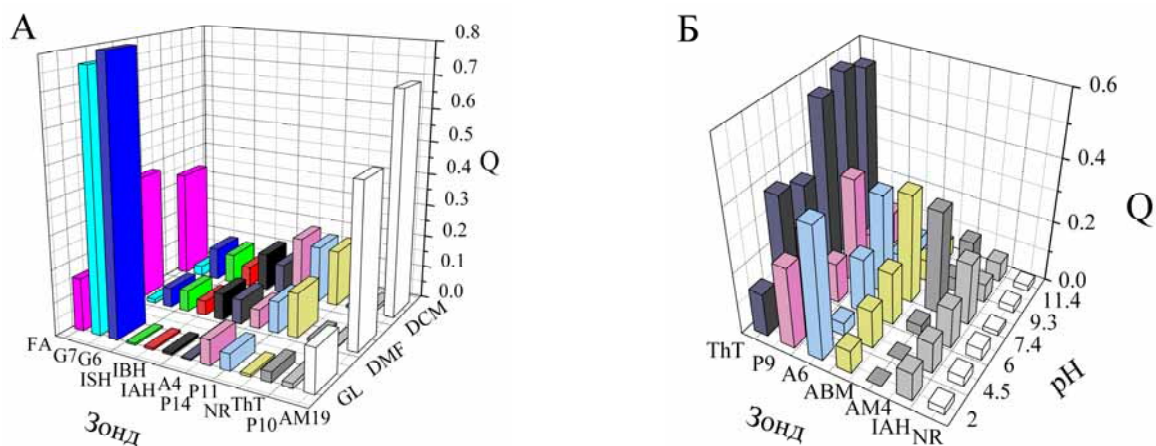 А
0.8
0.7
0.6
0.5
0.4
0.3
0.2
0.1
0.0
Q
FA
G7
G6
ISH
IBH
IAH
A4
P14
P11
NR
ThT
P10
AM19
GL
DMF
DCM
Зонд
Б
0.6
0.4
0.2
0.0
Q
ThT
P9
A6
ABM
AM4
IAH
NR
2
4.5
6
7.4
9.3
11.4
pH
Зонд